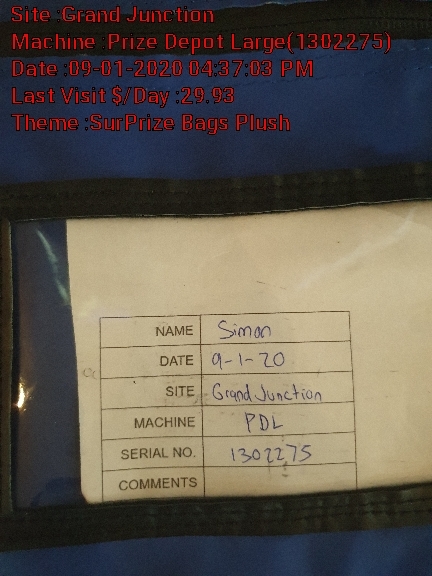 Site :Grand Junction
Machine :Prize Depot Large(1302275)
Date :09-01-2020 04:37:03 PM
Last Visit $/Day :29.93
Theme :SurPrize Bags Plush
NAME Simon
DATE 9-1-20
SITE Grand Junction
MACHINE PDL
SERIAL NO. 1302275
COMMENTS